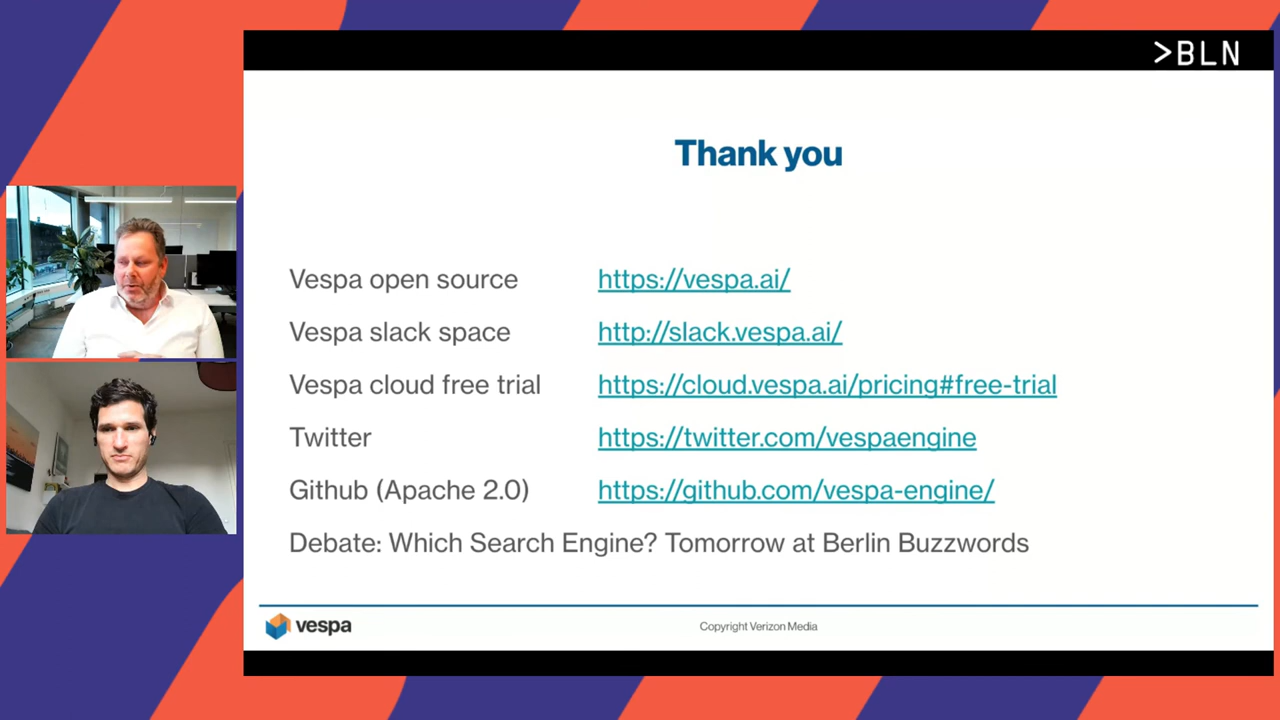 >BLN
Thank you
Vespa open source https://vespa.ai/
Vespa slack space http://slack.vespa.ai/
Vespa cloud free trial https://cloud.vespa.ai/pricing#free-trial
Twitter https://twitter.com/vespaengine
Github (Apache 2.0) https://github.com/vespa-engine/
Debate: Which Search Engine? Tomorrow at Berlin Buzzwords
vespa
Copyright Verizon Media